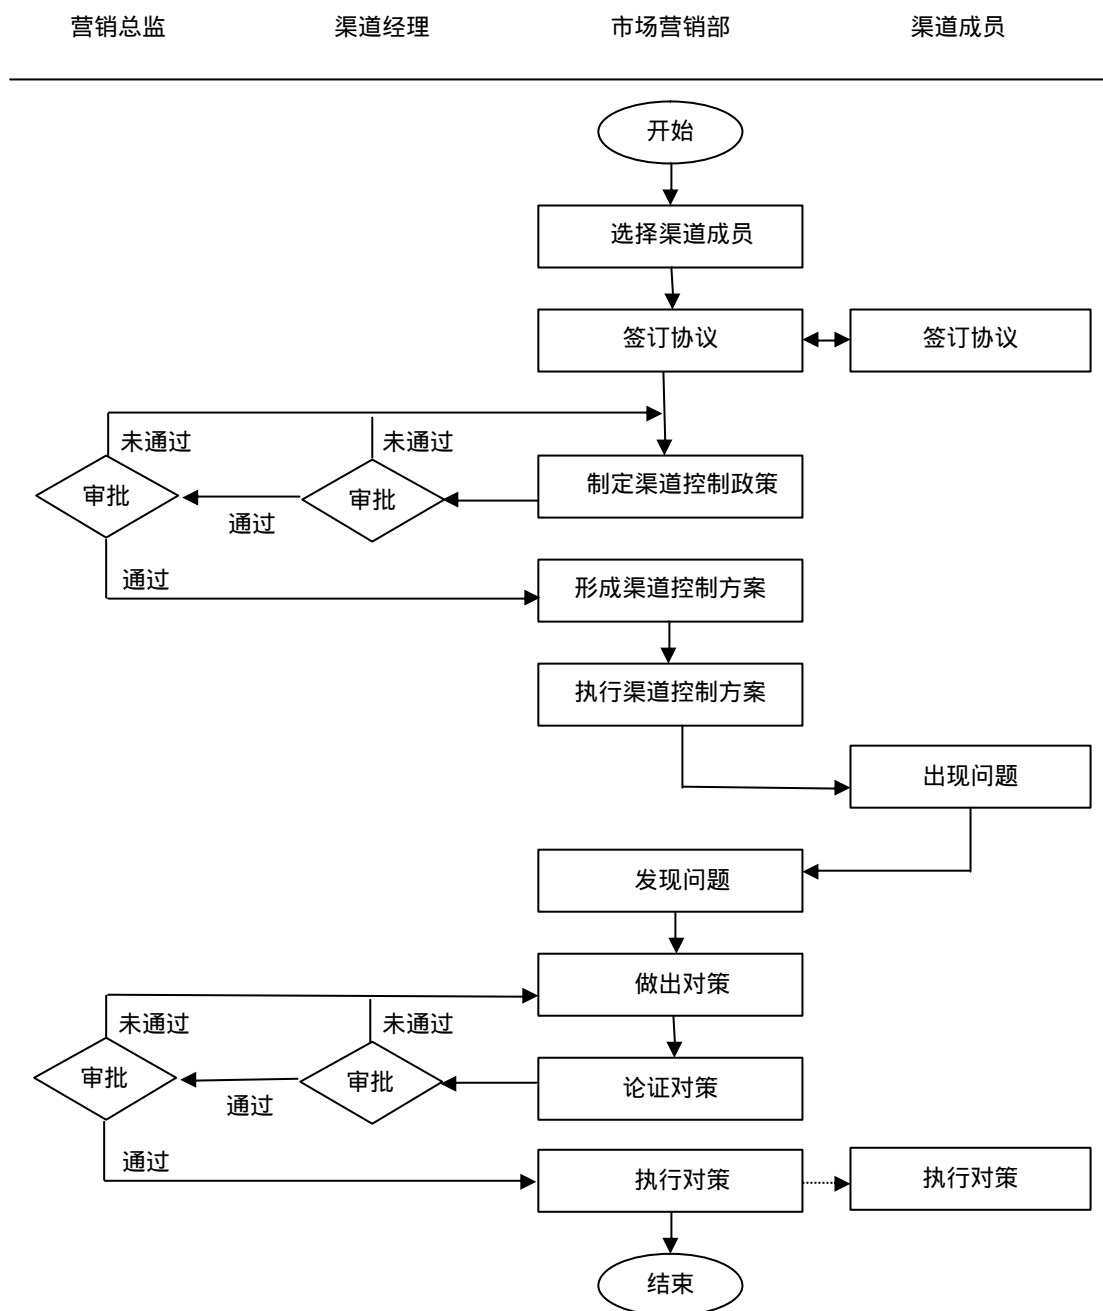 营销总监 渠道经理 市场营销部 渠道成员
开始
选择渠道成员
签订协议 签订协议
未通过 未通过
审批 审批 制定渠道控制政策
通过
通过 形成渠道控制方案
执行渠道控制方案
出现问题
发现问题
做出对策
未通过 未通过
审批 审批 论证对策
通过
通过 执行对策 执行对策
结束